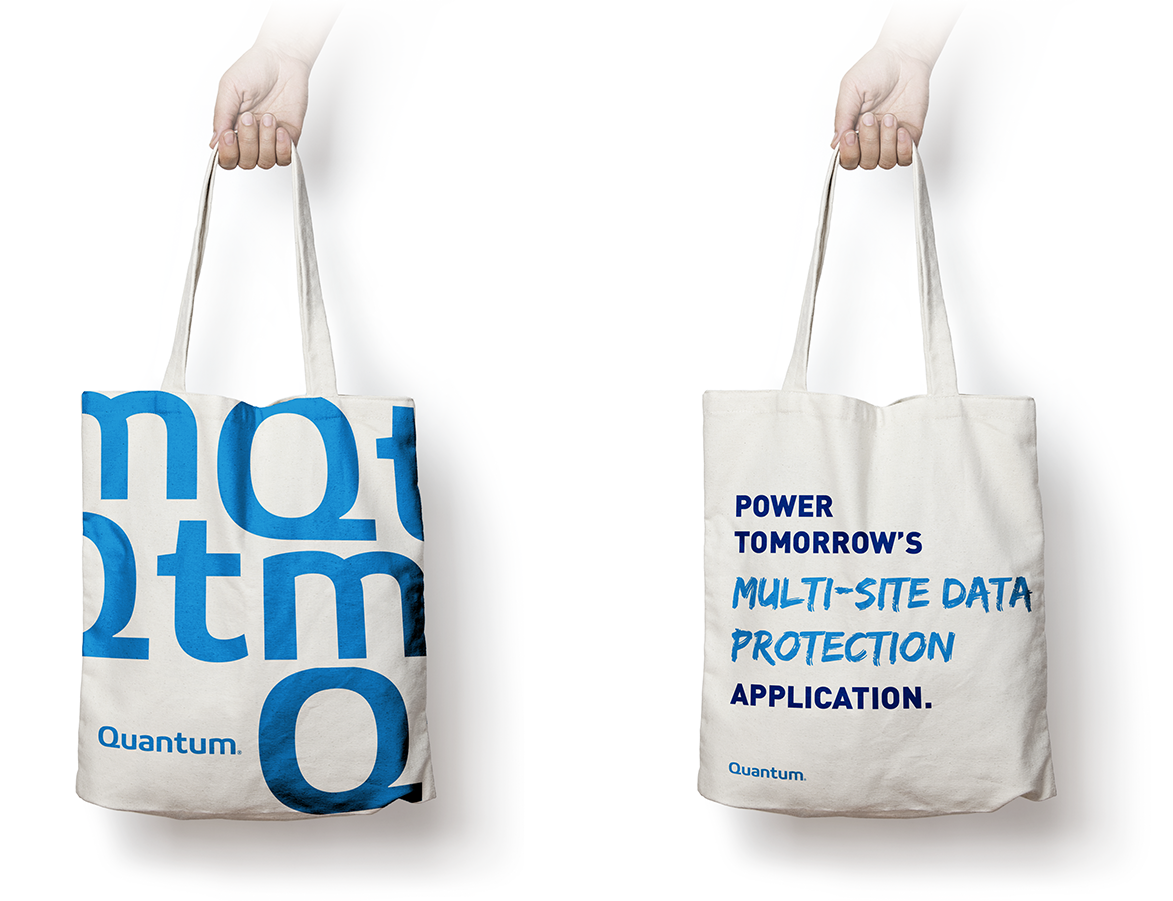 mQt
Qtm
Q
Quantum®
POWER
TOMORROW'S
MULTI-SITE DATA
PROTECTION
APPLICATION.
Quantum®